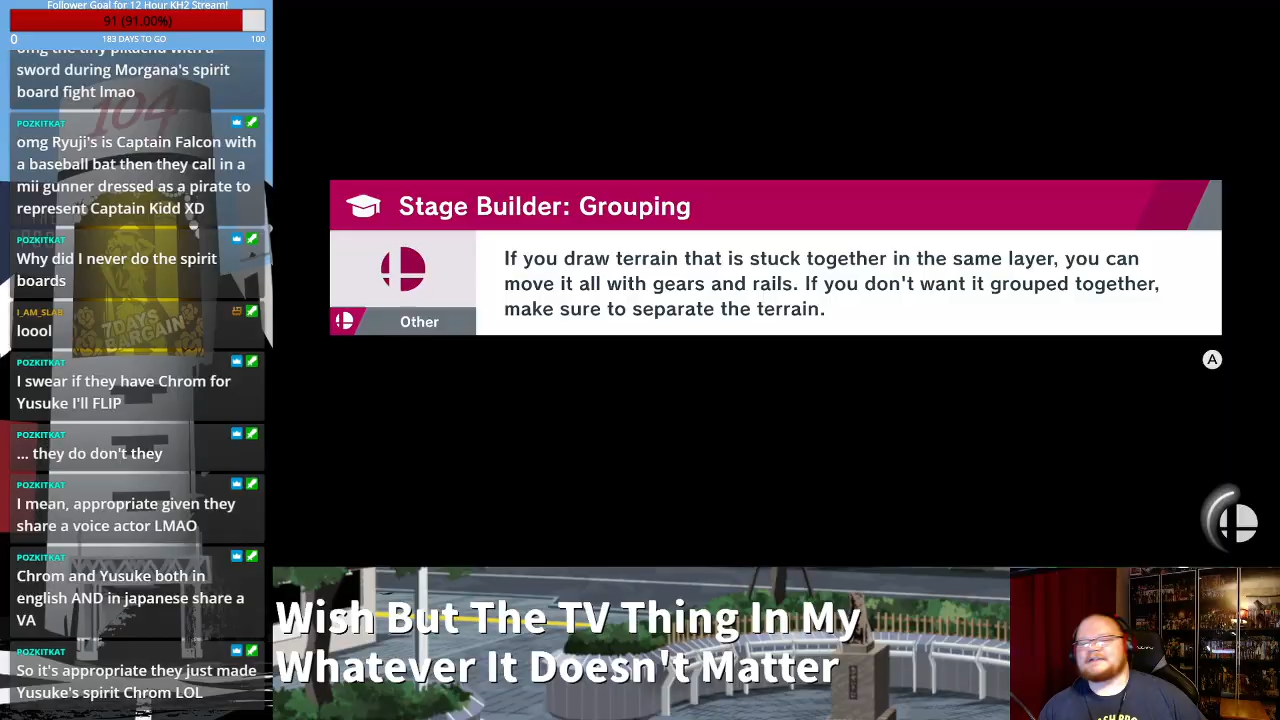 Follower Goal for 12 Hour KH2 Stream!
91 (91.00%)
0
183 DAYS TO GO
100
omg the tiny pikachu with a
sword during Morgana's spirit
board fight lmao
POZKITKAT
omg Ryuji's is Captain Falcon with
a baseball bat then they call in a
mii gunner dressed as a pirate to
represent Captain Kidd XD
POZKITKAT
Why did I never do the spirit
boards
I_AM_SLAB
loool
POZKITKAT
I swear if they have Chrom for
Yusuke I'll FLIP
POZKITKAT
... they do don't they
POZKITKAT
I mean, appropriate given they
share a voice actor LMAO
POZKITKAT
Chrom and Yusuke both in
english AND in japanese share a
VA
POZKITKAT
So it's appropriate they just made
Yusuke's spirit Chrom LOL
104
7DAYS
BARGAIN
Stage Builder: Grouping
If you draw terrain that is stuck together in the same layer, you can
move it all with gears and rails. If you don't want it grouped together,
make sure to separate the terrain.
Other
A
Wish But The TV Thing In My
Whatever It Doesn't Matter